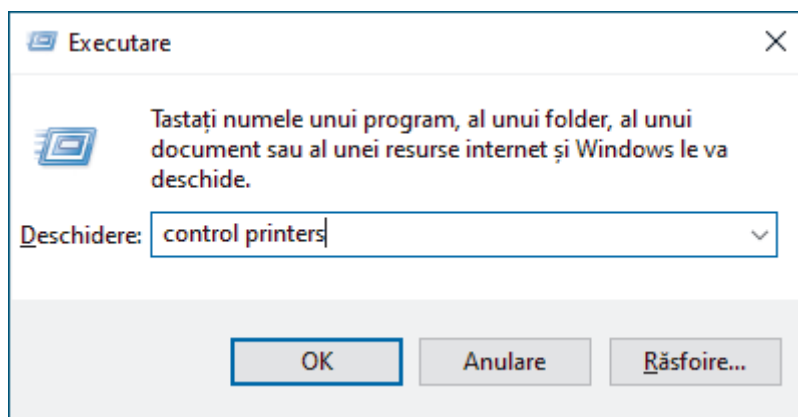 Executare
Tastați numele unui program, al unui folder, al unui
document sau al unei resurse internet și Windows le va
deschide.
Deschidere: control printers
OK Anulare Răsfoire...